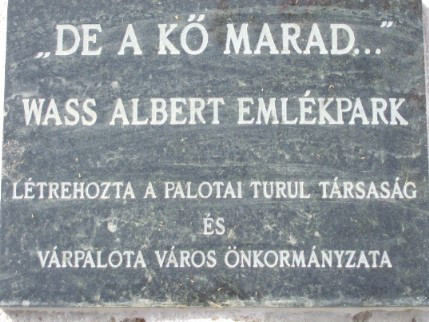 „DE A KŐ MARAD..."
WASS ALBERT EMLÉKPARK
LÉTREHOZTA A PALOTAI TURUL TÁRSASÁG
ÉS
VÁRPALOTA VÁROS ÖNKORMÁNYZATA